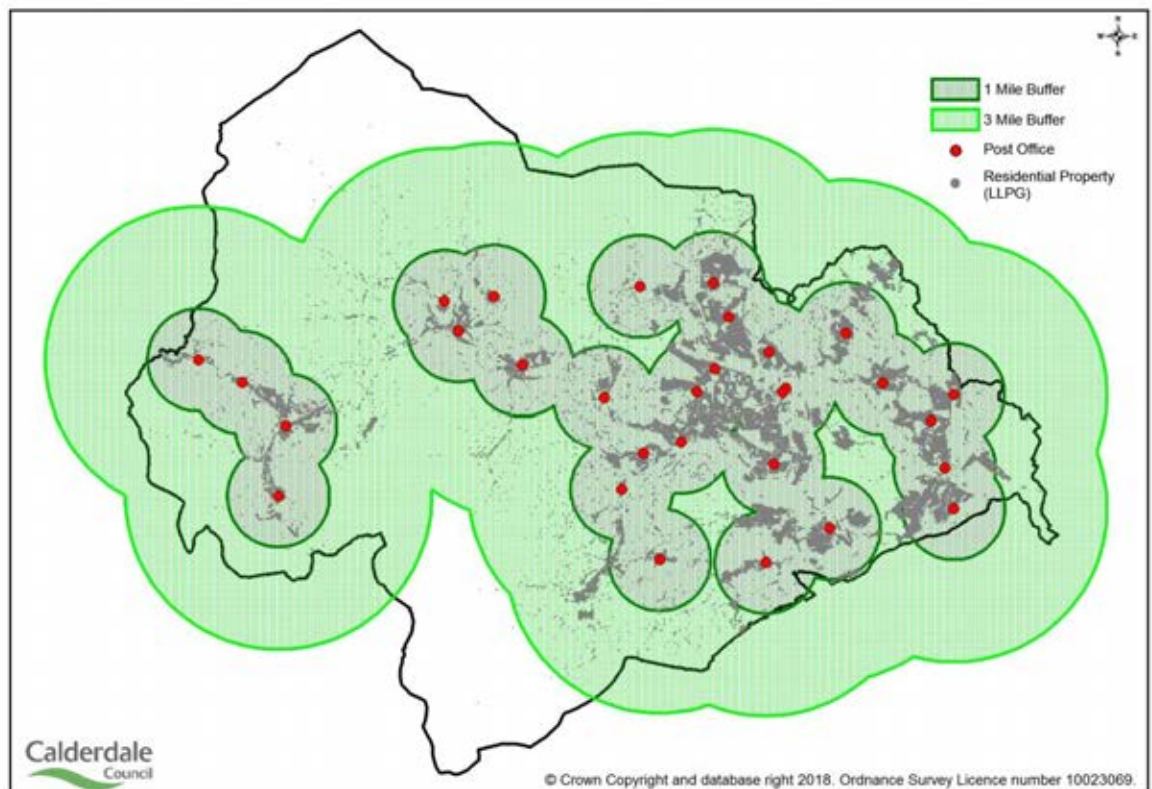 N
W E
S
1 Mile Buffer
3 Mile Buffer
Post Office
Residential Property
(LLPG)
Calderdale
Council
© Crown Copyright and database right 2018. Ordnance Survey Licence number 10023069.